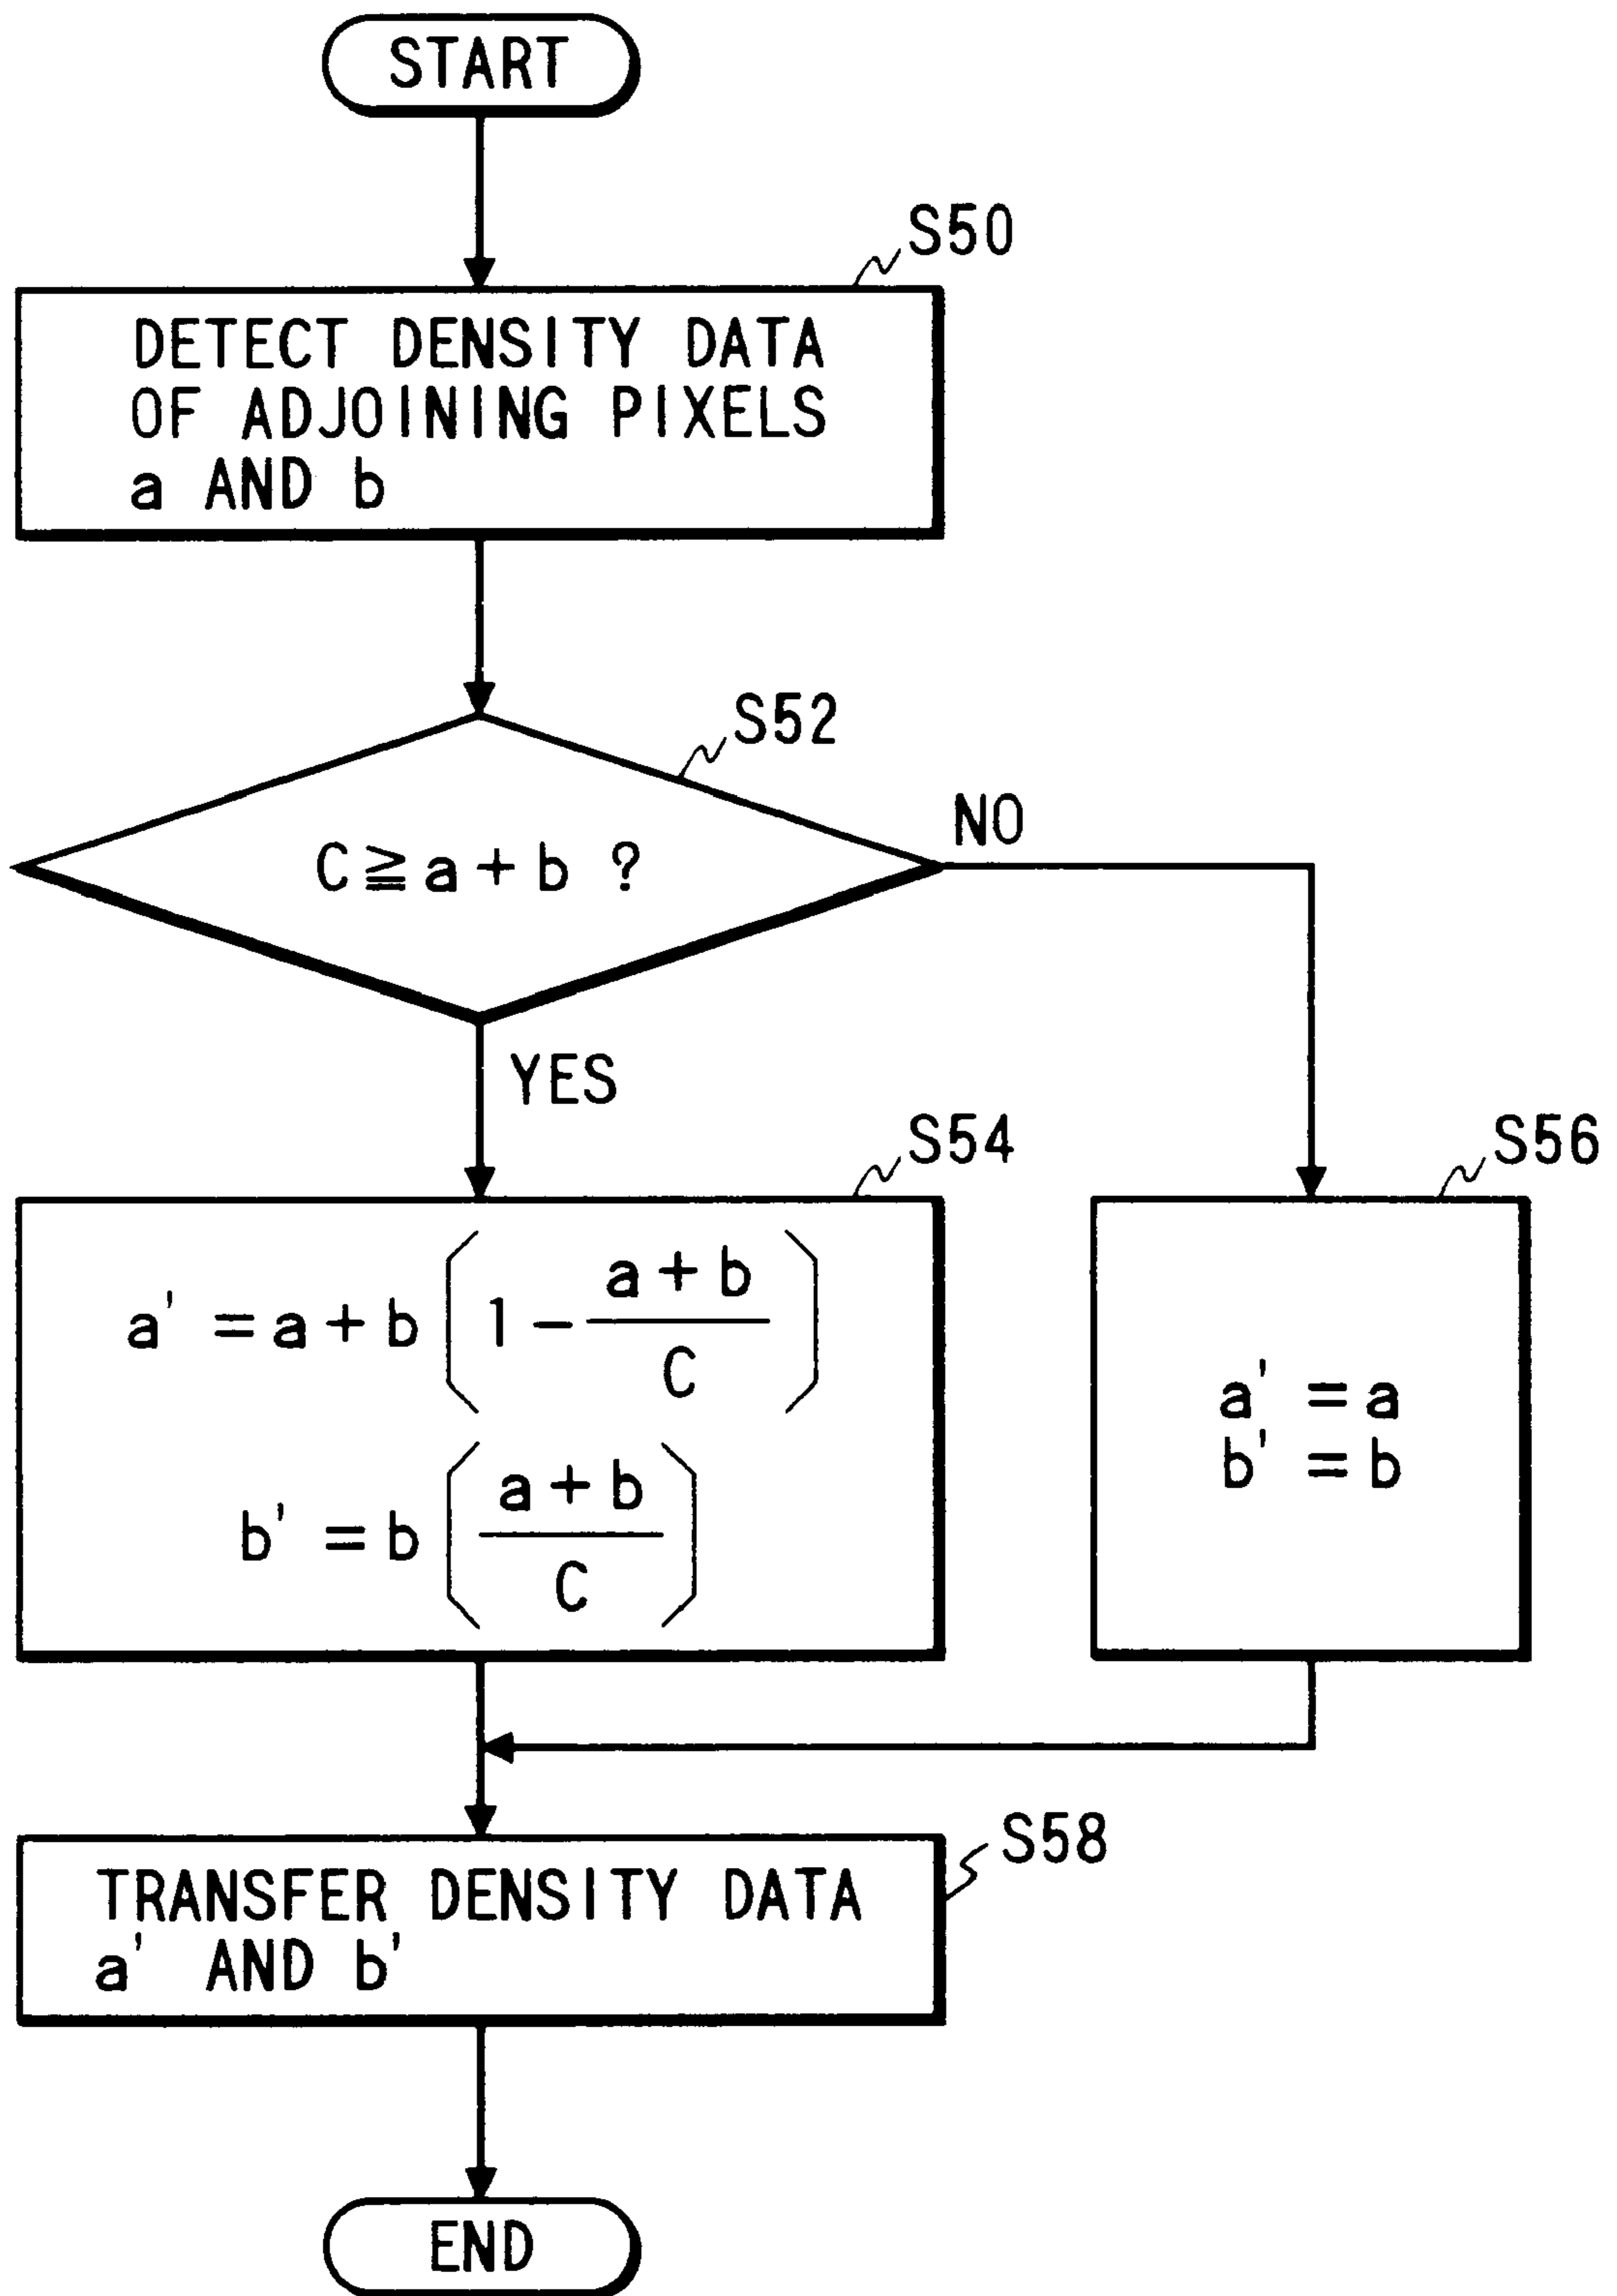 START
S50
DETECT DENSITY DATA
OF ADJOINING PIXELS
a AND b
S52
C ≧ a + b ?
NO
YES
S54
a' = a + b ( 1 - a + b / C )
b' = b ( a + b / C )
S56
a' = a
b' = b
S58
TRANSFER DENSITY DATA
a' AND b'
END